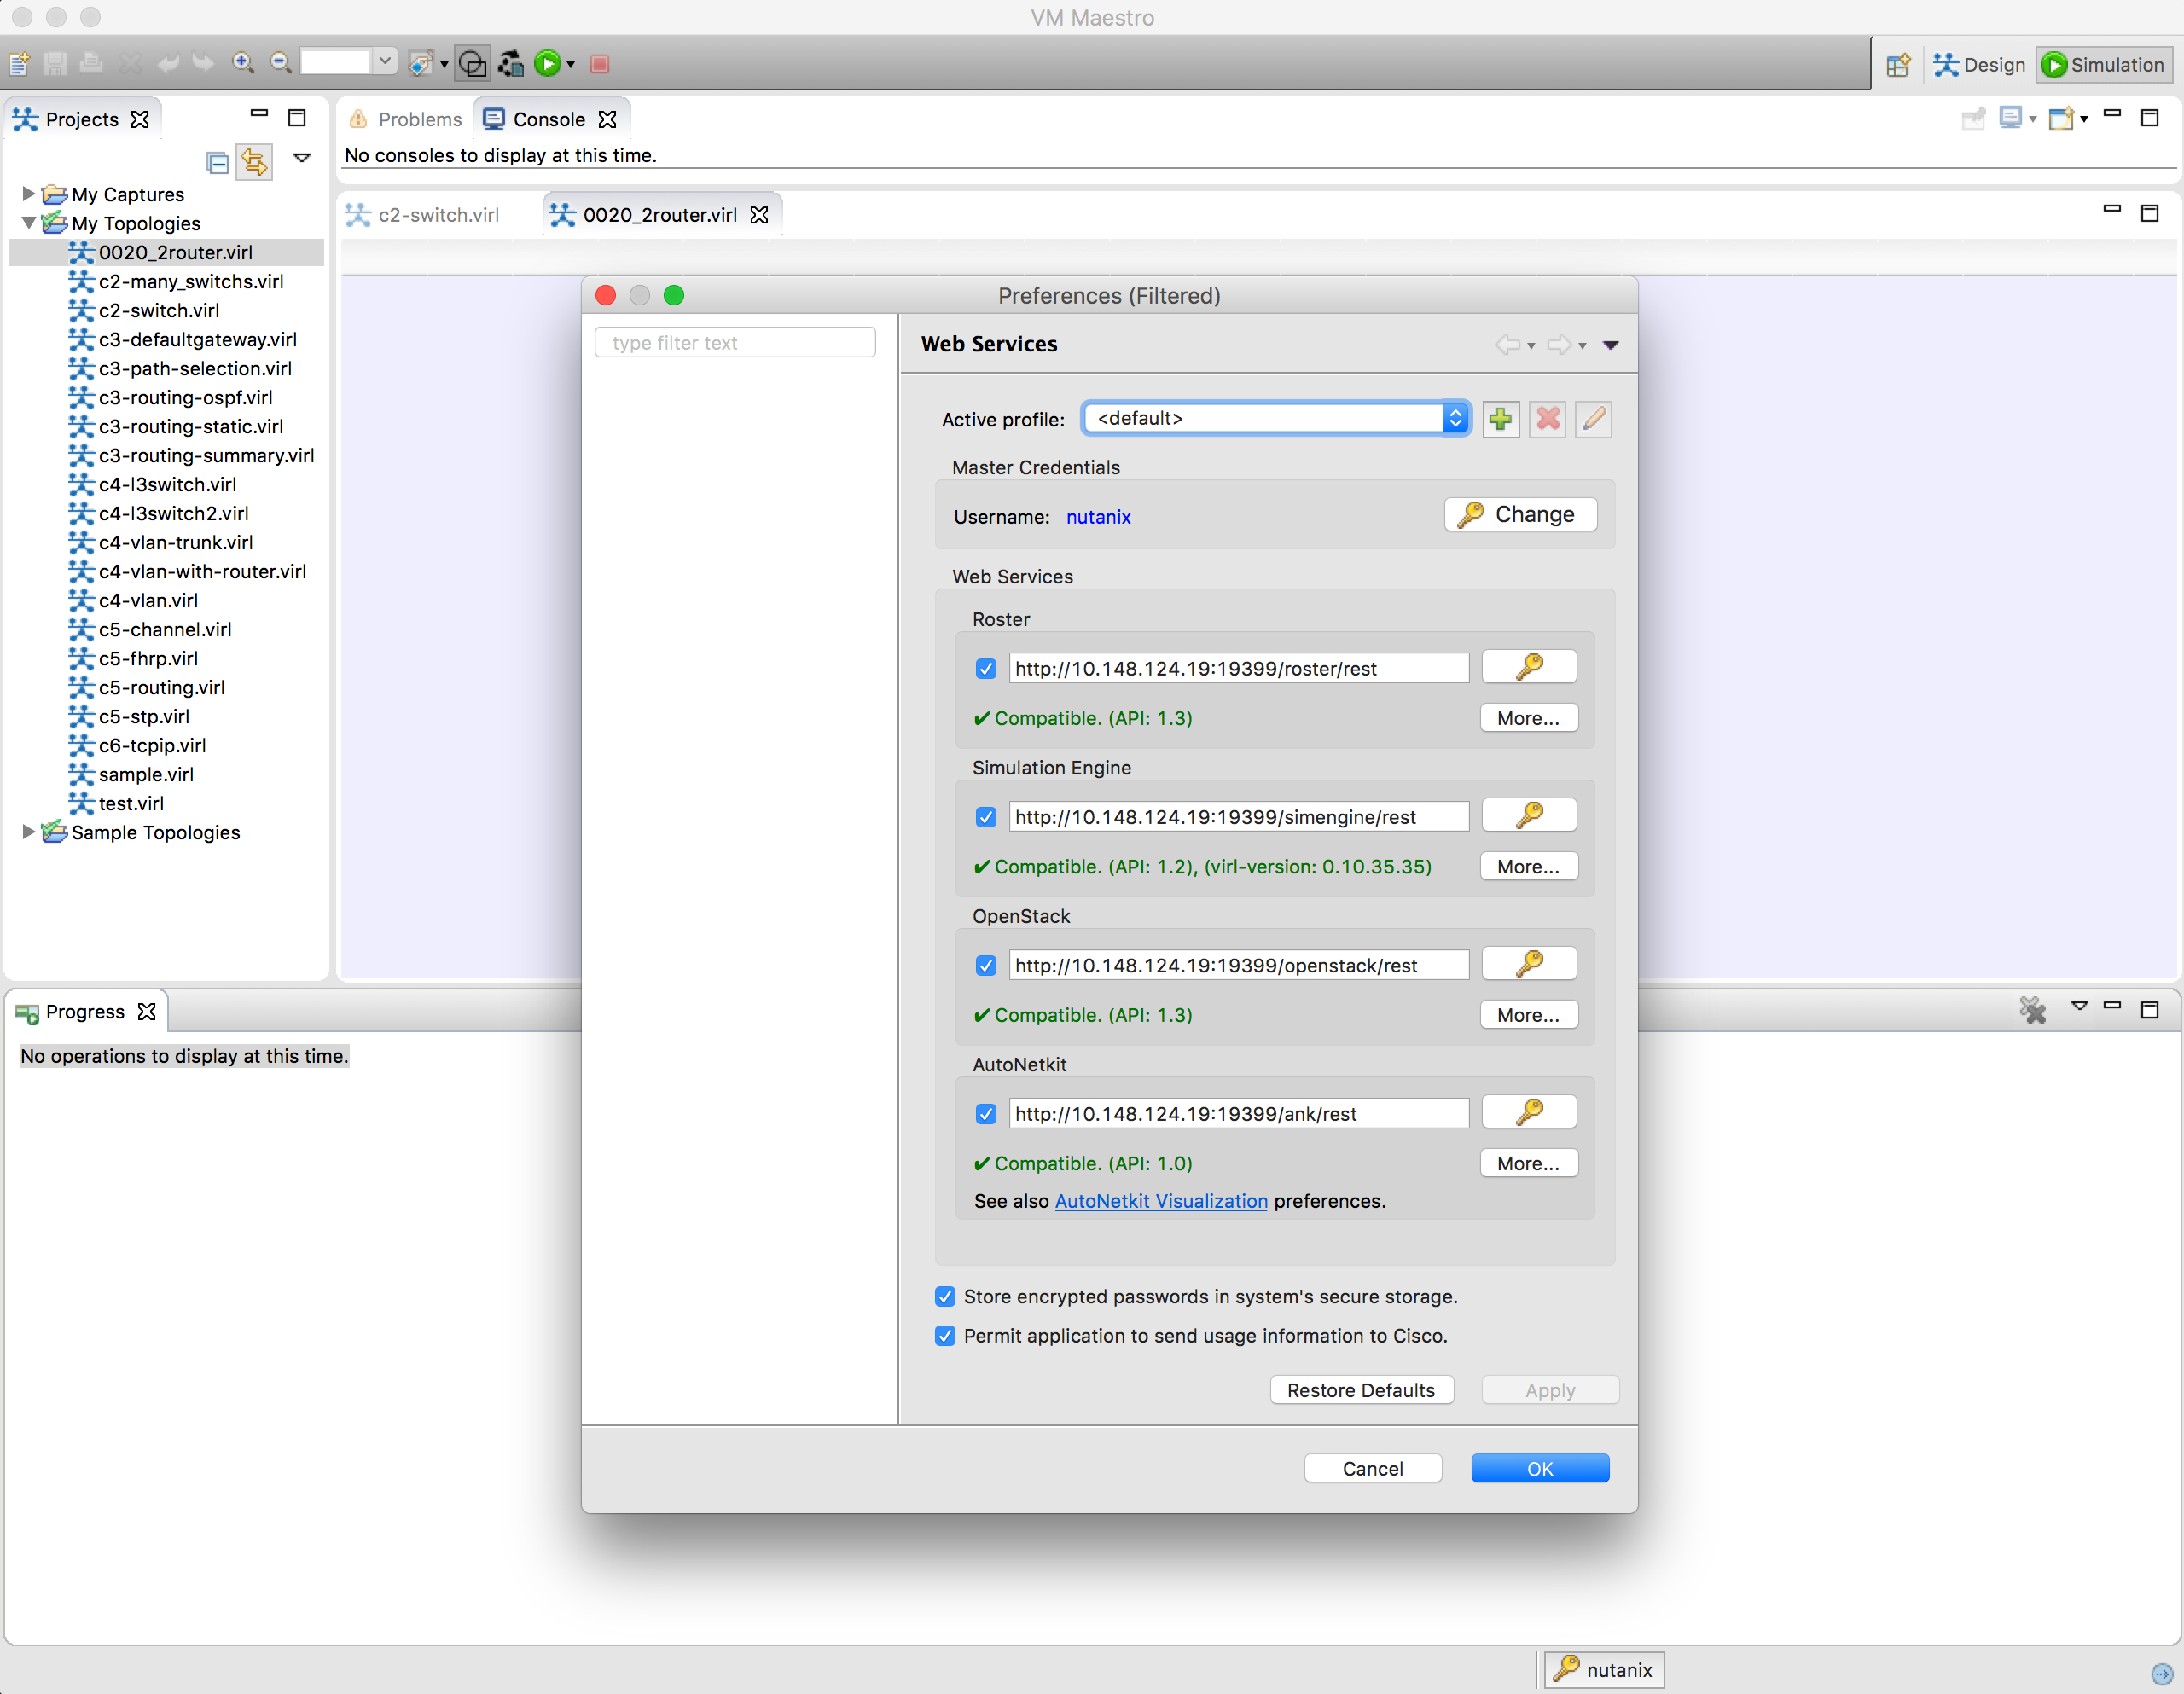 VM Maestro
Design
Simulation
Projects
Problems
Console
No consoles to display at this time.
My Captures
My Topologies
0020_2router.virl
c2-many_switchs.virl
c2-switch.virl
c3-defaultgateway.virl
c3-path-selection.virl
c3-routing-ospf.virl
c3-routing-static.virl
c3-routing-summary.virl
c4-l3switch.virl
c4-l3switch2.virl
c4-vlan-trunk.virl
c4-vlan-with-router.virl
c4-vlan.virl
c5-channel.virl
c5-fhrp.virl
c5-routing.virl
c5-stp.virl
c6-tcpip.virl
sample.virl
test.virl
Sample Topologies
c2-switch.virl
0020_2router.virl
Preferences (Filtered)
type filter text
Web Services
Active profile:
<default>
Master Credentials
Username: nutanix
Change
Web Services
Roster
http://10.148.124.19:19399/roster/rest
✔ Compatible. (API: 1.3)
More...
Simulation Engine
http://10.148.124.19:19399/simengine/rest
✔ Compatible. (API: 1.2), (virl-version: 0.10.35.35)
More...
OpenStack
http://10.148.124.19:19399/openstack/rest
✔ Compatible. (API: 1.3)
More...
AutoNetkit
http://10.148.124.19:19399/ank/rest
✔ Compatible. (API: 1.0)
More...
See also AutoNetkit Visualization preferences.
Store encrypted passwords in system's secure storage.
Permit application to send usage information to Cisco.
Restore Defaults
Apply
Cancel
OK
Progress
No operations to display at this time.
nutanix